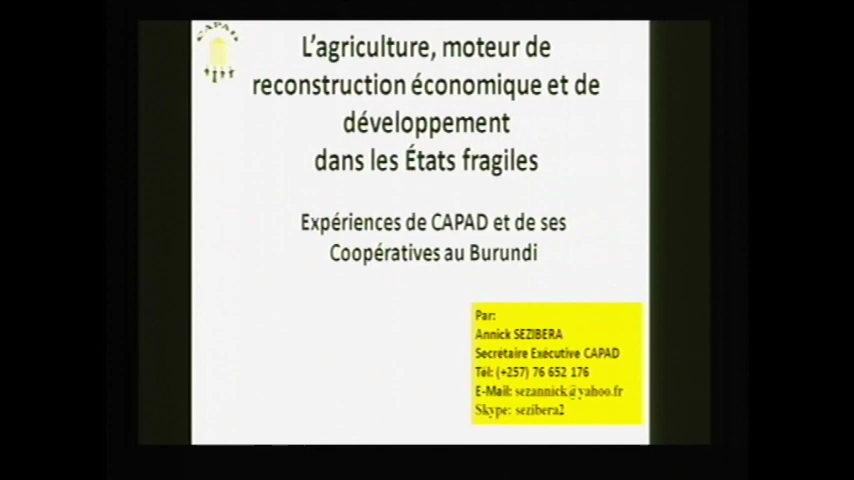 CAPAD
L'agriculture, moteur de
reconstruction économique et de
développement
dans les États fragiles
Expériences de CAPAD et de ses
Coopératives au Burundi
Par:
Annick SEZIBERA
Secrétaire Exécutive CAPAD
Tél: (+257) 76 652 176
E-Mail: sezannick@yahoo.fr
Skype: sezibera2